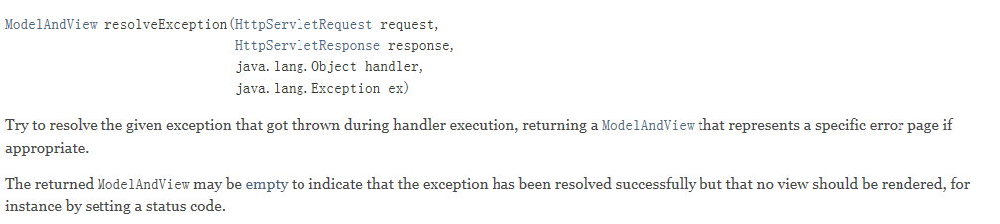 ModelAndView resolveException(HttpServletRequest request,
HttpServletResponse response,
java.lang.Object handler,
java.lang.Exception ex)
Try to resolve the given exception that got thrown during handler execution, returning a ModelAndView that represents a specific error page if
appropriate.
The returned ModelAndView may be empty to indicate that the exception has been resolved successfully but that no view should be rendered, for
instance by setting a status code.